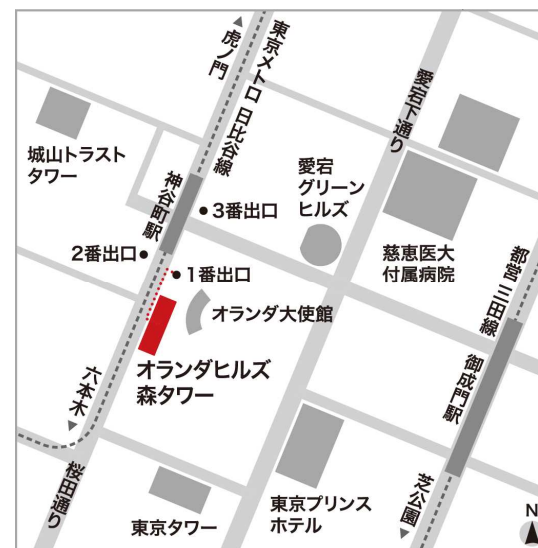 虎ノ門
東京メトロ 日比谷線
愛宕下通り
城山トラスト
タワー
神谷町駅
3番出口
愛宕
グリーン
ヒルズ
慈恵医大
付属病院
2番出口
1番出口
オランダ大使館
都営三田線
御成門駅
オランダヒルズ
森タワー
六本木
桜田通り
東京タワー
東京プリンス
ホテル
芝公園
N